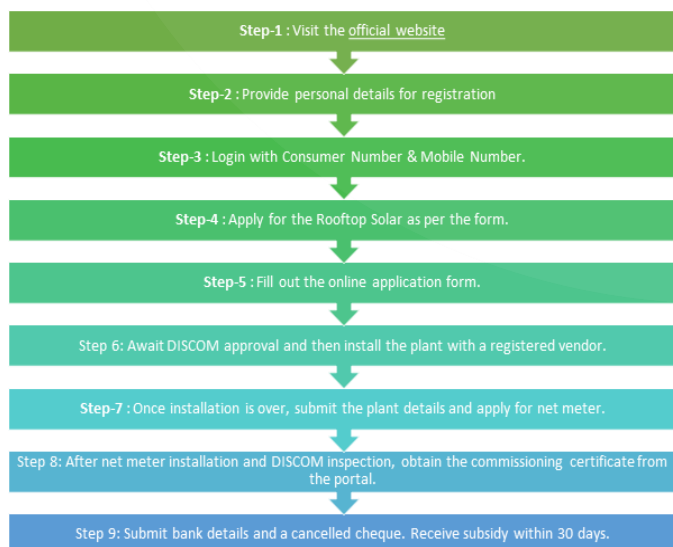 Step-1 : Visit the official website
Step-2 : Provide personal details for registration
Step-3 : Login with Consumer Number & Mobile Number.
Step-4 : Apply for the Rooftop Solar as per the form.
Step-5 : Fill out the online application form.
Step 6: Await DISCOM approval and then install the plant with a registered vendor.
Step-7 : Once installation is over, submit the plant details and apply for net meter.
Step 8: After net meter installation and DISCOM inspection, obtain the commissioning certificate from
the portal.
Step 9: Submit bank details and a cancelled cheque. Receive subsidy within 30 days.